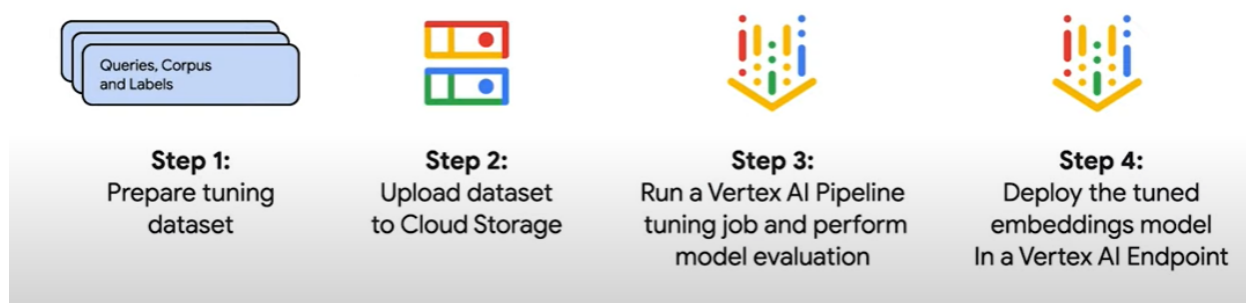 Queries, Corpus
and Labels
Step 1:
Prepare tuning
dataset
Step 2:
Upload dataset
to Cloud Storage
Step 3:
Run a Vertex AI Pipeline
tuning job and perform
model evaluation
Step 4:
Deploy the tuned
embeddings model
In a Vertex AI Endpoint